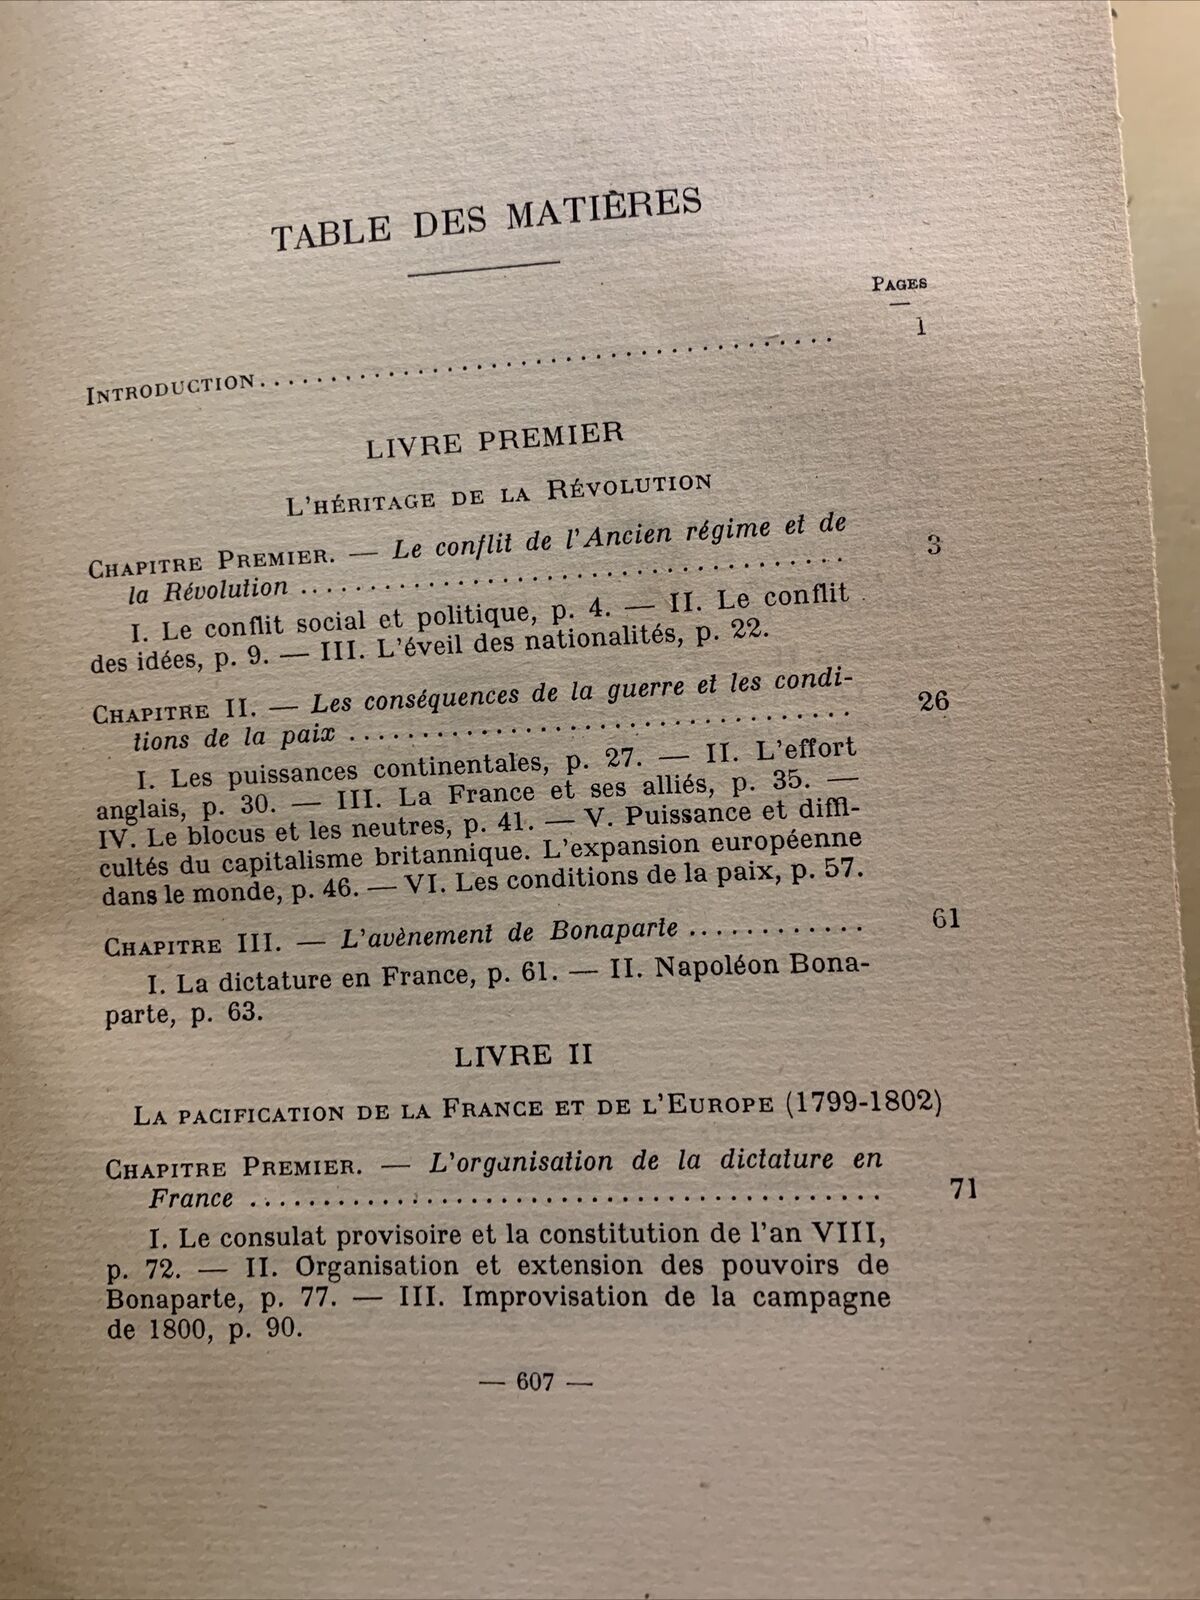 TABLE DES MATIÈRES
PAGES
INTRODUCTION........................................ 1
LIVRE PREMIER
L'HÉRITAGE DE LA RÉVOLUTION
CHAPITRE PREMIER. — Le conflit de l'Ancien régime et de
la Révolution ........................................ 3
I. Le conflit social et politique, p. 4. — II. Le conflit
des idées, p. 9. — III. L'éveil des nationalités, p. 22.
CHAPITRE II. — Les conséquences de la guerre et les condi-
tions de la paix ..................................... 26
I. Les puissances continentales, p. 27. — II. L'effort
anglais, p. 30. — III. La France et ses alliés, p. 35. —
IV. Le blocus et les neutres, p. 41. — V. Puissance et diffi-
cultés du capitalisme britannique. L'expansion européenne
dans le monde, p. 46. — VI. Les conditions de la paix, p. 57.
CHAPITRE III. — L'avènement de Bonaparte ............ 61
I. La dictature en France, p. 61. — II. Napoléon Bona-
parte, p. 63.
LIVRE II
LA PACIFICATION DE LA FRANCE ET DE L'EUROPE (1799-1802)
CHAPITRE PREMIER. — L'organisation de la dictature en
France ............................................. 71
I. Le consulat provisoire et la constitution de l'an VIII,
p. 72. — II. Organisation et extension des pouvoirs de
Bonaparte, p. 77. — III. Improvisation de la campagne
de 1800, p. 90.
— 607 —